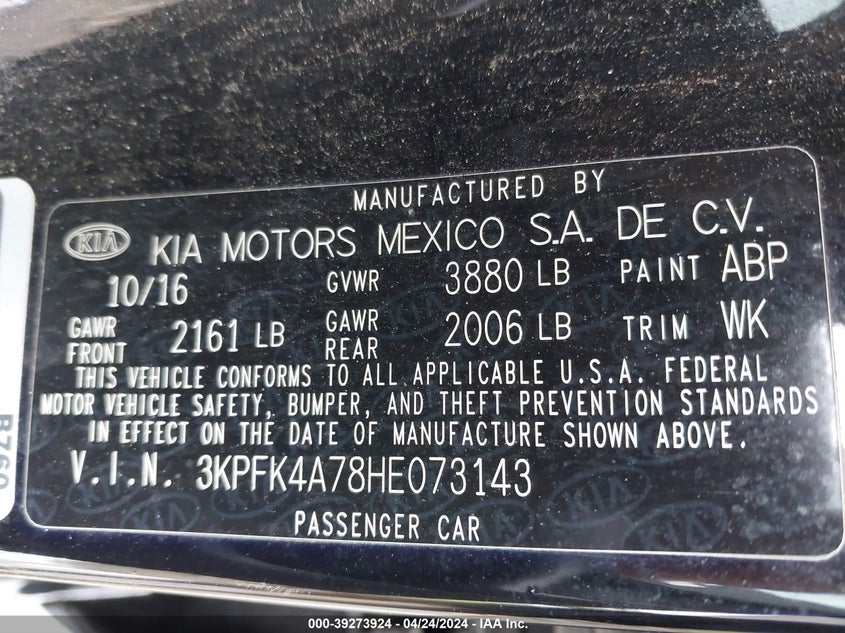 MANUFACTURED BY
KIA KIA MOTORS MEXICO S.A. DE C.V.
10/16 GVWR 3880 LB PAINT ABP
GAWR FRONT 2161 LB GAWR REAR 2006 LB TRIM WK
THIS VEHICLE CONFORMS TO ALL APPLICABLE U.S.A. FEDERAL
MOTOR VEHICLE SAFETY, BUMPER, AND THEFT PREVENTION STANDARDS
IN EFFECT ON THE DATE OF MANUFACTURE SHOWN ABOVE.
V.I.N. 3KPFK4A78HE073143
PASSENGER CAR
000-39273924 - 04/24/2024 - Copyright © 2024 IAA, Inc.